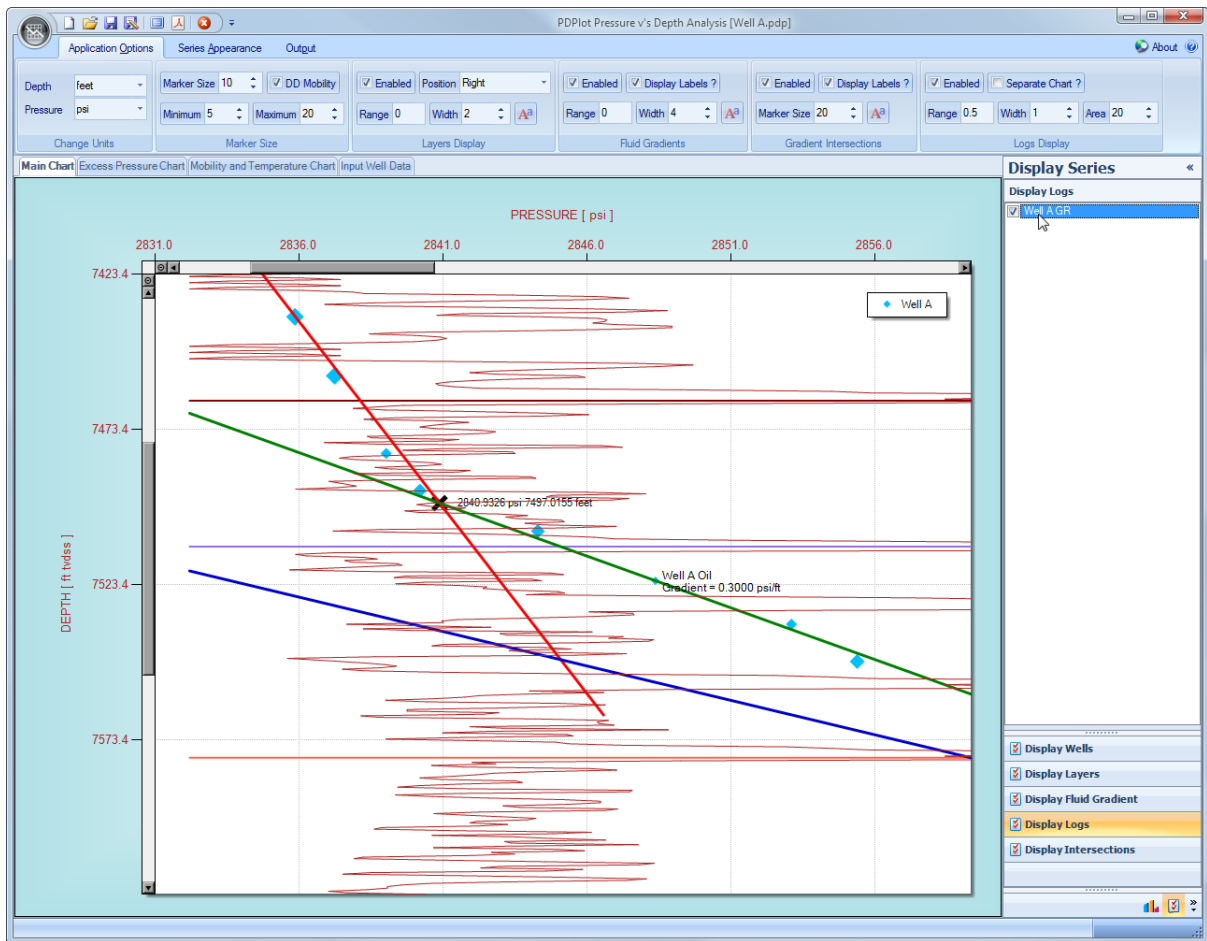 PDPlot Pressure v's Depth Analysis [Well A.pdp]
Application Options Series Appearance Output About
Depth feet
Pressure psi
Change Units
Marker Size 10 DD Mobility
Minimum 5 Maximum 20
Marker Size
Enabled Position Right
Range 0 Width 2 Aa
Layers Display
Enabled Display Labels ?
Range 0 Width 4 Aa
Fluid Gradients
Enabled Display Labels ?
Marker Size 20 Aa
Gradient Intersections
Enabled Separate Chart ?
Range 0.5 Width 1 Area 20
Logs Display
Main Chart Excess Pressure Chart Mobility and Temperature Chart Input Well Data
Display Series «
Display Logs
Well A GR
PRESSURE [ psi ]
2831.0 2836.0 2841.0 2846.0 2851.0 2856.0
7423.4
Well A
7473.4
2840.9326 psi 7497.0155 feet
DEPTH [ ft tvdss ]
Well A Oil
Gradient = 0.3000 psi/ft
7523.4
7573.4
Display Wells
Display Layers
Display Fluid Gradient
Display Logs
Display Intersections